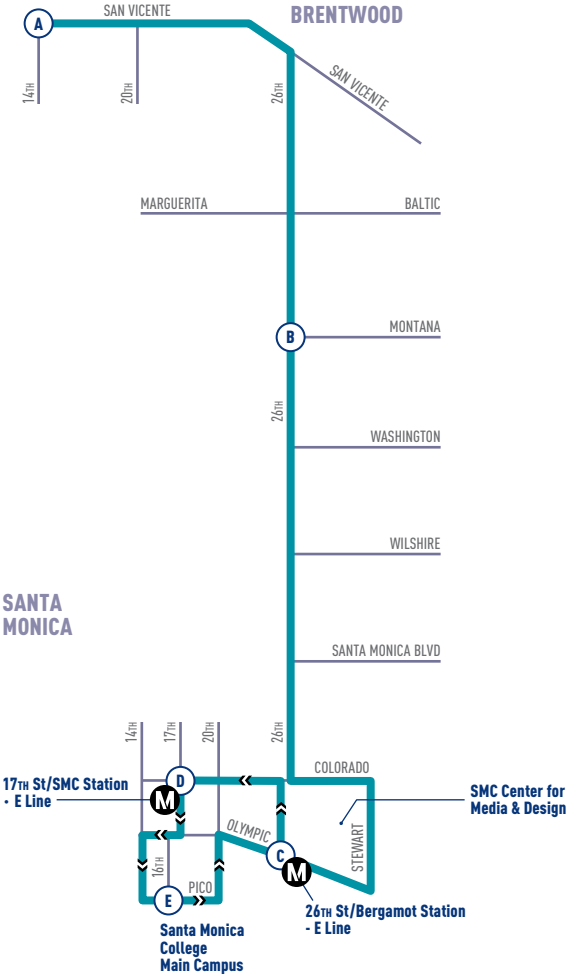 BRENTWOOD
SAN VICENTE
A
14TH
20TH
26TH
SAN VICENTE
MARGUERITA
BALTIC
B
MONTANA
26TH
WASHINGTON
WILSHIRE
SANTA
MONICA
SANTA MONICA BLVD
14TH
17TH
20TH
26TH
COLORADO
D
17TH St/SMC Station
· E Line
M
SMC Center for
Media & Design
OLYMPIC
STEWART
C
M
16TH
PICO
E
26TH St/Bergamot Station
- E Line
Santa Monica
College
Main Campus